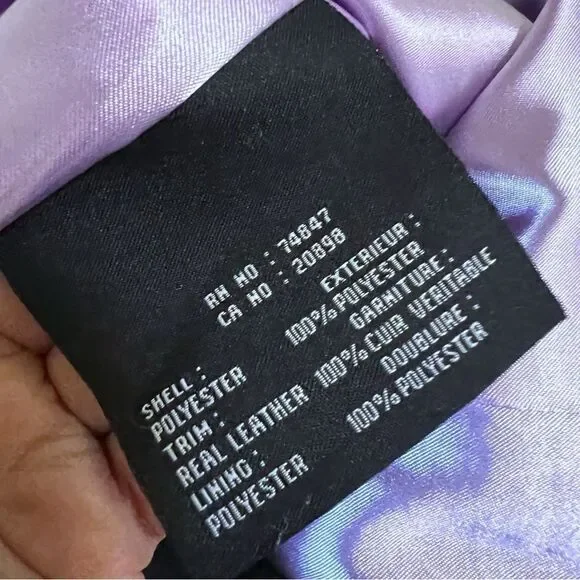 RN NO : 74847
CA NO : 20898
SHELL :
POLYESTER
TRIM :
REAL LEATHER
LINING :
POLYESTER
EXTERIEUR :
100% POLYESTER
GARNITURE :
100% CUIR VERITABLE
DOUBLURE :
100% POLYESTER